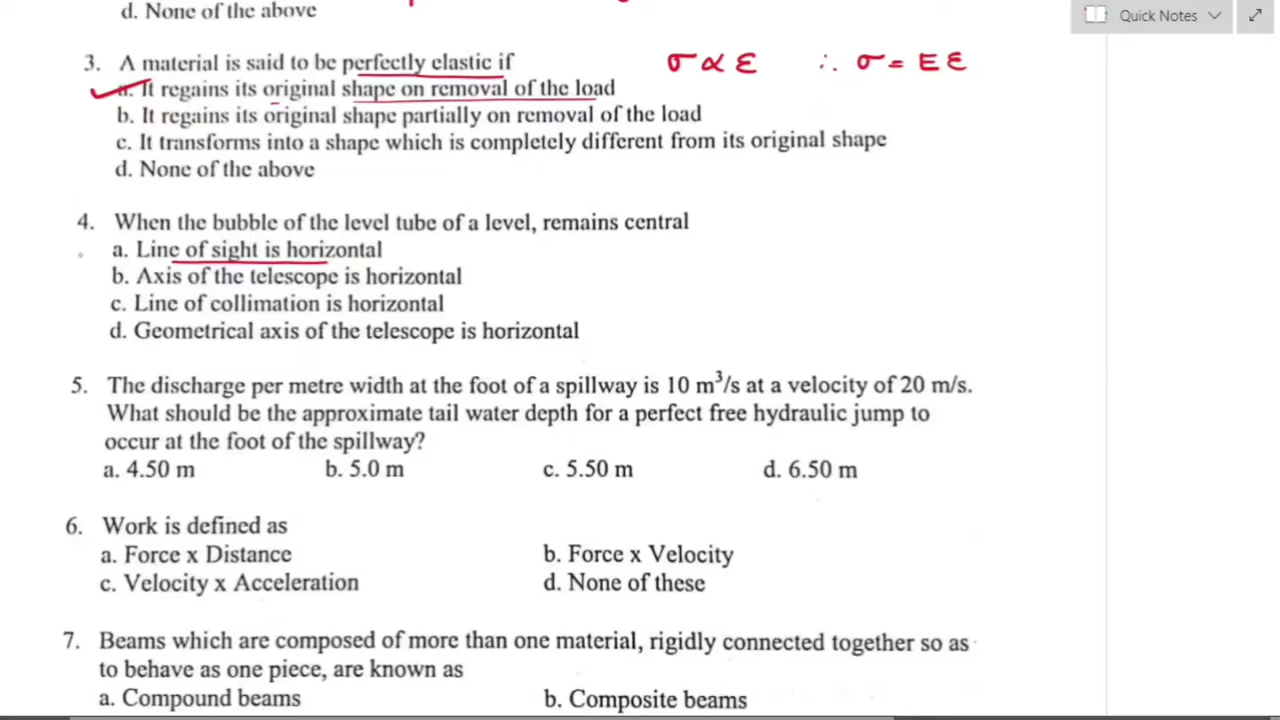 d. None of the above
Quick Notes
3. A material is said to be perfectly elastic if σ ∝ ε ∴ σ = E ε
a. It regains its original shape on removal of the load
b. It regains its original shape partially on removal of the load
c. It transforms into a shape which is completely different from its original shape
d. None of the above
4. When the bubble of the level tube of a level, remains central
a. Line of sight is horizontal
b. Axis of the telescope is horizontal
c. Line of collimation is horizontal
d. Geometrical axis of the telescope is horizontal
5. The discharge per metre width at the foot of a spillway is 10 m³/s at a velocity of 20 m/s.
What should be the approximate tail water depth for a perfect free hydraulic jump to
occur at the foot of the spillway?
a. 4.50 m b. 5.0 m c. 5.50 m d. 6.50 m
6. Work is defined as
a. Force x Distance b. Force x Velocity
c. Velocity x Acceleration d. None of these
7. Beams which are composed of more than one material, rigidly connected together so as
to behave as one piece, are known as
a. Compound beams b. Composite beams